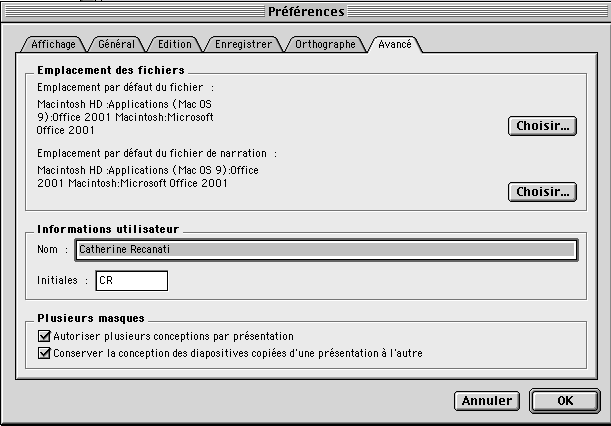 Préférences
Affichage Général Edition Enregistrer Orthographe Avancé
Emplacement des fichiers
Emplacement par défaut du fichier :
Macintosh HD :Applications (Mac OS
9):Office 2001 Macintosh:Microsoft
Office 2001
Choisir...
Emplacement par défaut du fichier de narration :
Macintosh HD :Applications (Mac OS 9):Office
2001 Macintosh:Microsoft Office 2001
Choisir...
Informations utilisateur
Nom : Catherine Recanati
Initiales : CR
Plusieurs masques
Autoriser plusieurs conceptions par présentation
Conserver la conception des diapositives copiées d'une présentation à l'autre
Annuler OK